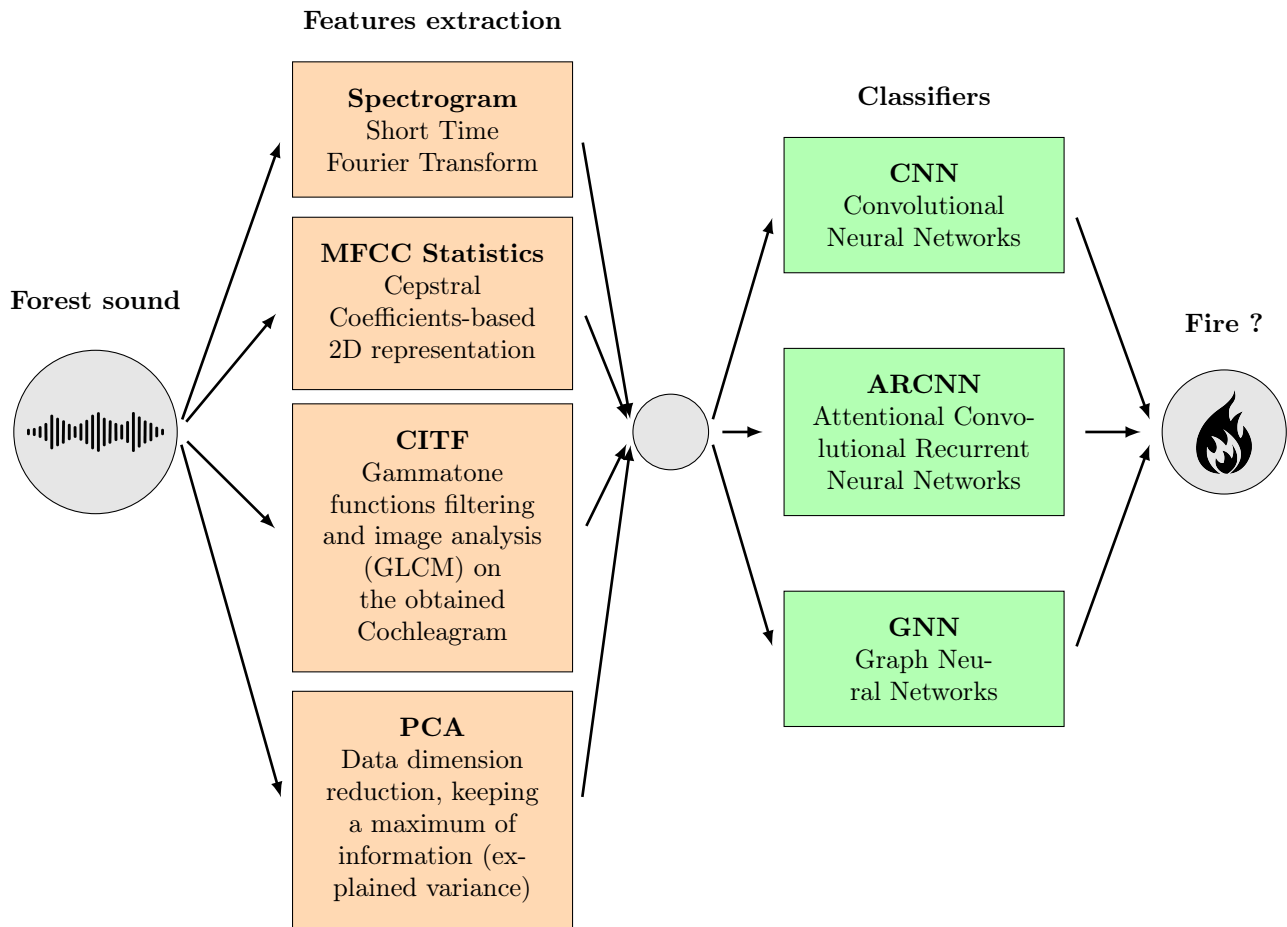 Features extraction
Spectrogram
Short Time
Fourier Transform
MFCC Statistics
Cepstral
Coefficients-based
2D representation
Forest sound
CITF
Gammatone
functions filtering
and image analysis
(GLCM) on
the obtained
Cochleagram
PCA
Data dimension
reduction, keeping
a maximum of
information (ex-
plained variance)
Classifiers
CNN
Convolutional
Neural Networks
ARCNN
Attentional Convo-
lutional Recurrent
Neural Networks
GNN
Graph Neu-
ral Networks
Fire ?